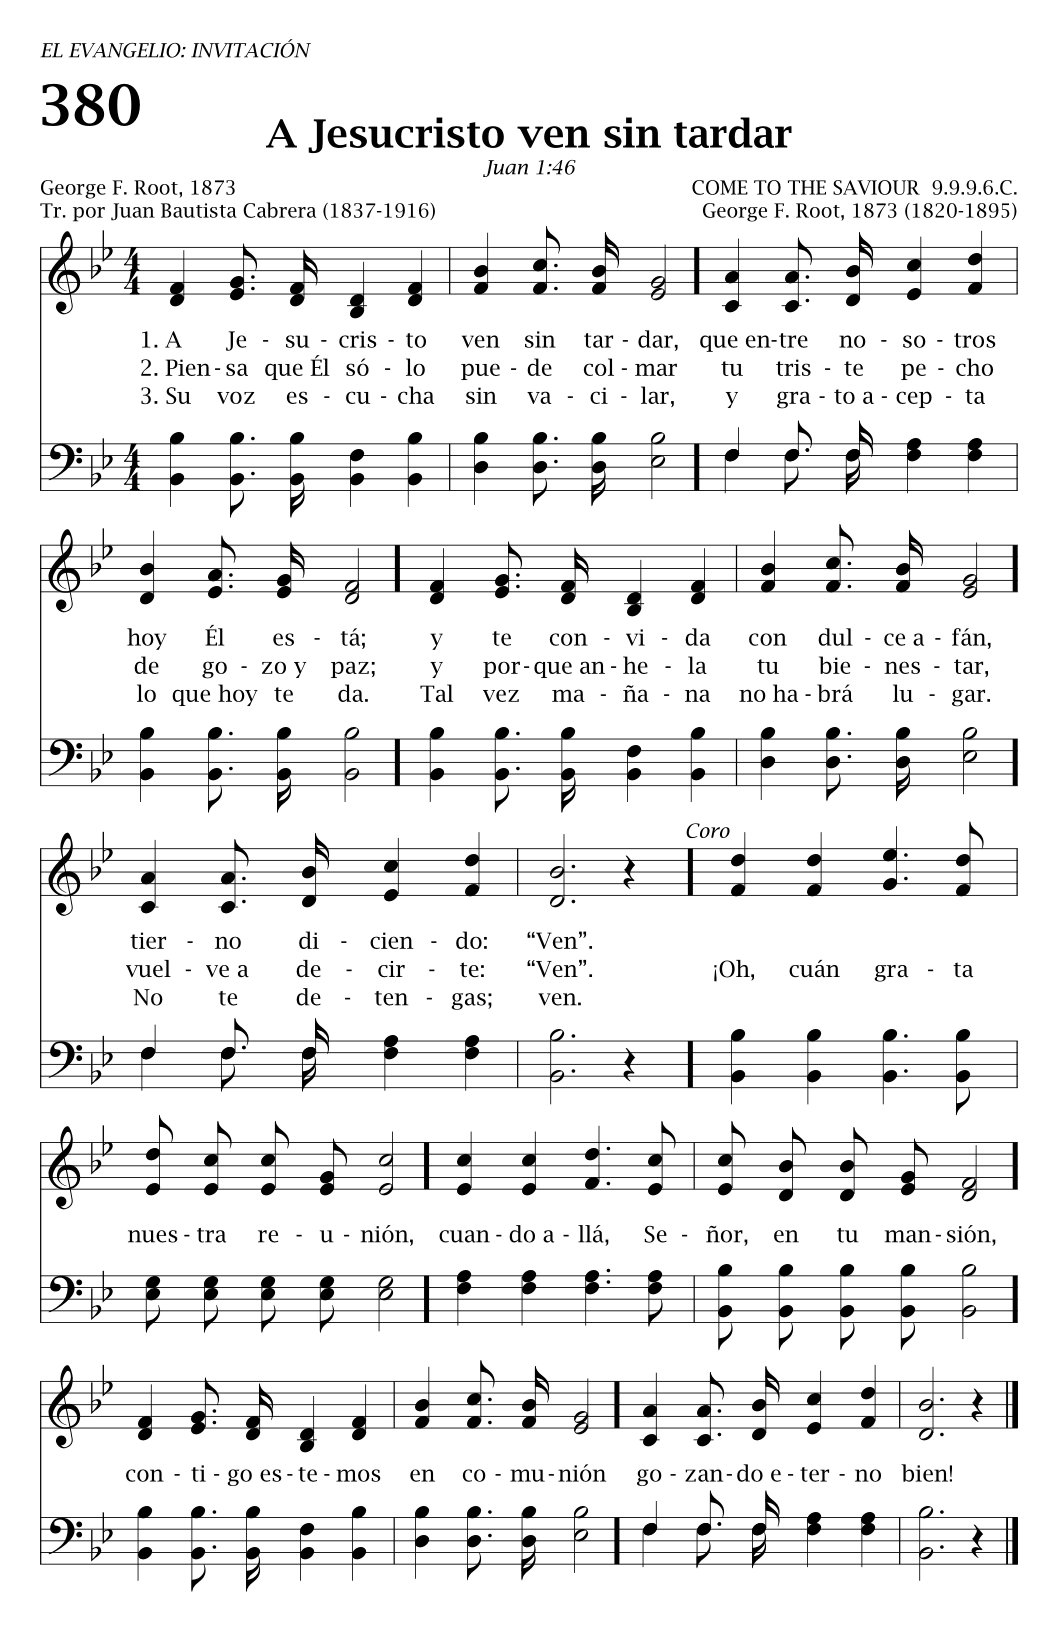 EL EVANGELIO: INVITACIÓN
380
A Jesucristo ven sin tardar
Juan 1:46
George F. Root, 1873
COME TO THE SAVIOUR 9.9.9.6.C.
Tr. por Juan Bautista Cabrera (1837-1916)
George F. Root, 1873 (1820-1895)
1. A Je - su - cris - to ven sin tar - dar, que en-tre no - so - tros
2. Pien - sa que Él só - lo pue - de col - mar tu tris - te pe - cho
3. Su voz es - cu - cha sin va - ci - lar, y gra - to a - cep - ta
hoy Él es - tá; y te con - vi - da con dul - ce a - fán,
de go - zo y paz; y por - que an - he - la tu bie - nes - tar,
lo que hoy te da. Tal vez ma - ña - na no ha - brá lu - gar.
Coro
tier - no di - cien - do: “Ven”.
vuel - ve a de - cir - te: “Ven”. ¡Oh, cuán gra - ta
No te de - ten - gas; ven.
nues - tra re - u - nión, cuan - do a - llá, Se - ñor, en tu man - sión,
con - ti - go es - te - mos en co - mu - nión go - zan - do e - ter - no bien!